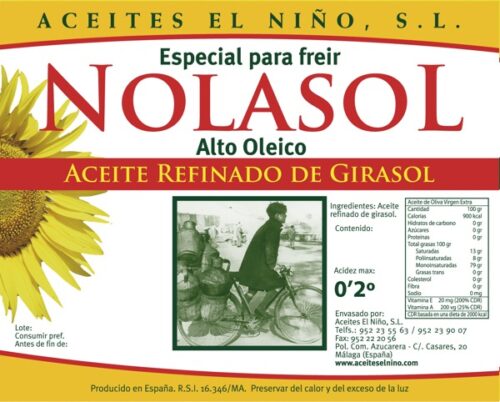 ACEITES EL NIÑO, S.L.
Especial para freir
NOLASOL
Alto Oleico
ACEITE REFINADO DE GIRASOL
Ingredientes: Aceite
refinado de girasol.
Contenido:
Acidez max:
0'2º
Envasado por:
Aceites El Niño, S.L.
Telfs.: 952 23 55 63 / 952 23 90 07
Fax: 952 22 20 56
Pol. Com. Azucarera - C/. Casares, 20
Málaga (España)
www.aceiteselnino.com
Aceite de Oliva Virgen Extra
Cantidad 100 gr
Calorias 900 kcal
Hidratos de carbono 0 gr
Azúcares 0 gr
Proteinas 0 gr
Total grasas 100 gr
Saturadas 13 gr
Poliinsaturadas 8 gr
Monoinsaturadas 79 gr
Grasas trans 0 gr
Colesterol 0 gr
Fibra 0 gr
Sodio 0 mg
Vitamina E 20 mg (200% CDR)
Vitamina A 200 vg (25% CDR)
CDR basada en una dieta de 2000 kcal
Lote:
Consumir pref.
Antes de fin de:
Producido en España. R.S.I. 16.346/MA. Preservar del calor y del exceso de la luz